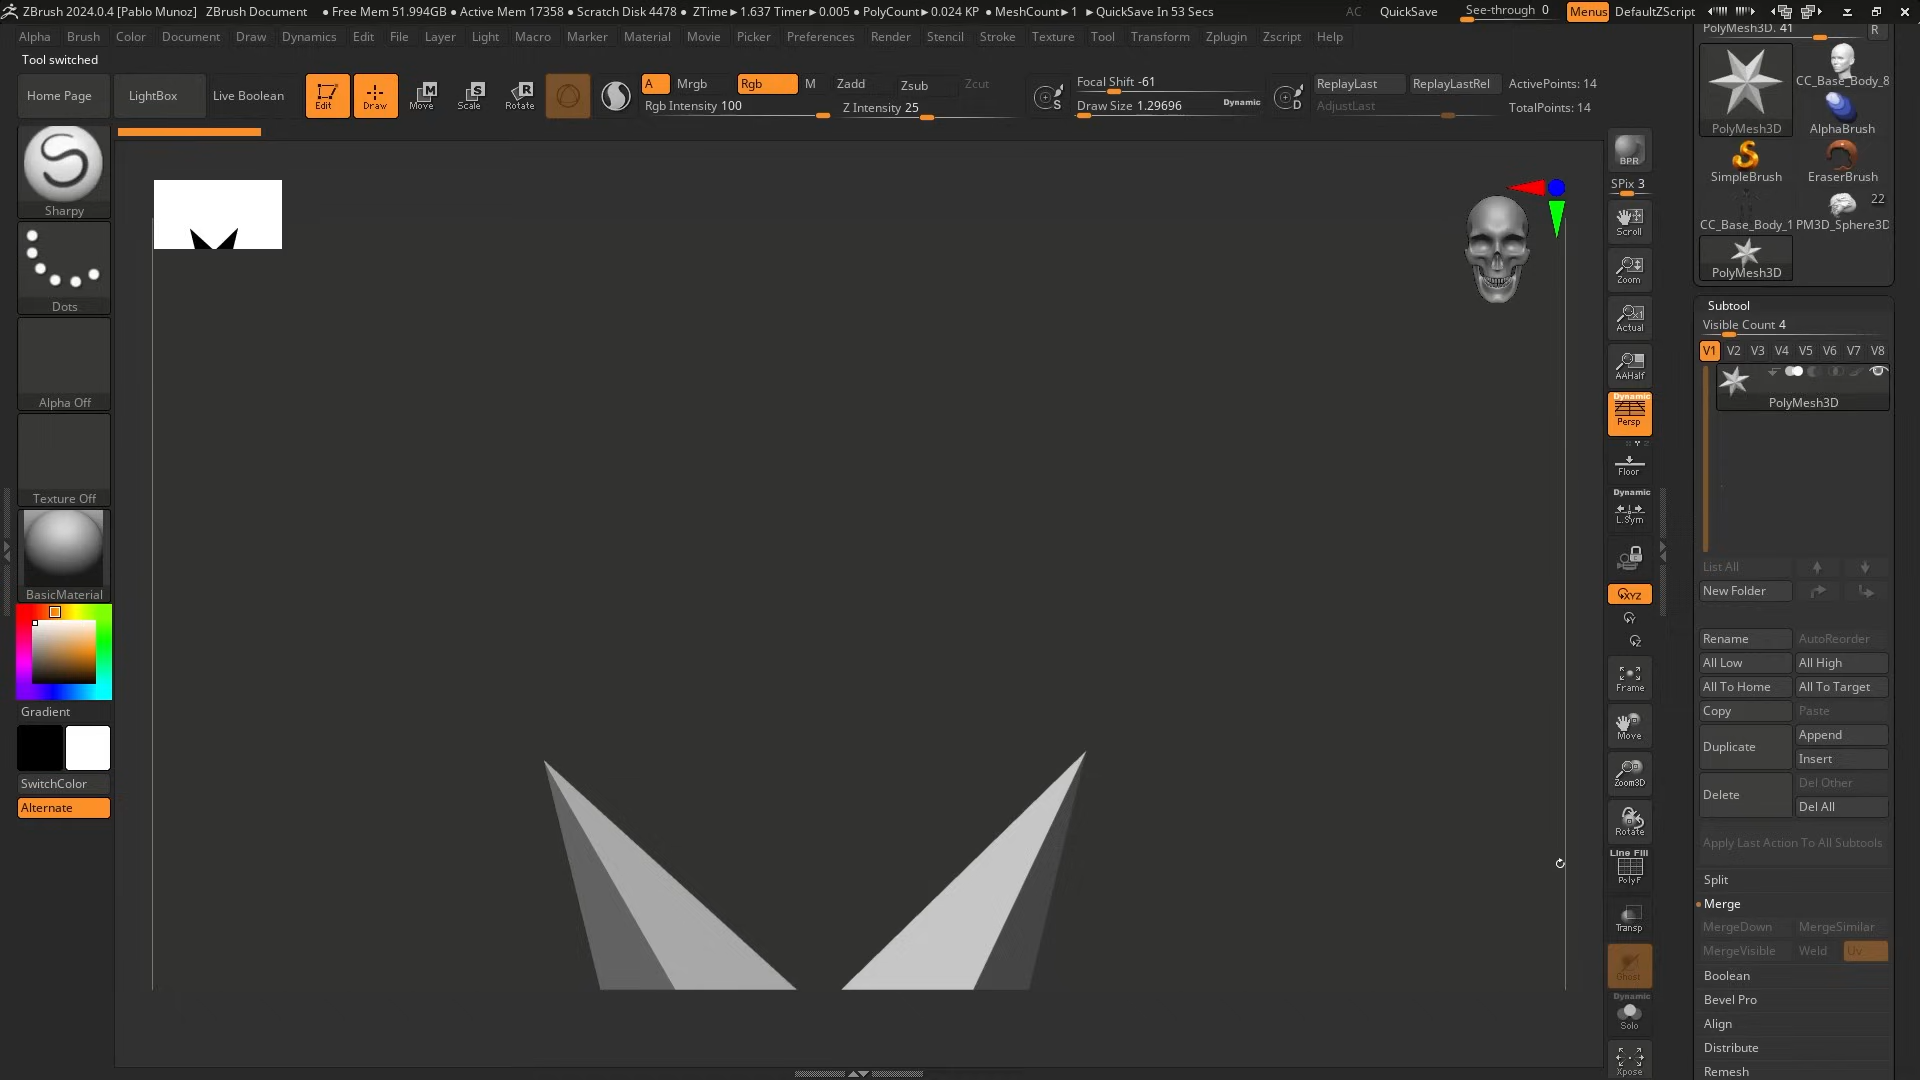 ZBrush 2024.0.4 [Pablo Munoz] ZBrush Document ● Free Mem 51.994GB ● Active Mem 17358 ● Scratch Disk 4478 ● ZTime►1.637 Timer►0.005 ● PolyCount►0.024 KP ● MeshCount►1 ►QuickSave In 53 Secs AC QuickSave See-through 0 Menus DefaultZScript
Alpha Brush Color Document Draw Dynamics Edit File Layer Light Macro Marker Material Movie Picker Preferences Render Stencil Stroke Texture Tool Transform Zplugin Zscript Help
Tool switched
Home Page LightBox Live Boolean Edit Draw Move Scale Rotate
A Mrgb Rgb M Zadd Zsub Zcut
Rgb Intensity 100 Z Intensity 25
S Focal Shift -61
Draw Size 1.29696 Dynamic
D ReplayLast ReplayLastRel ActivePoints: 14
AdjustLast TotalPoints: 14
Sharpy
Dots
Alpha Off
Texture Off
BasicMaterial
Gradient
SwitchColor
Alternate
BPR
SPix 3
Scroll
Zoom
Actual
AAHalf
Dynamic
Persp
Floor
Dynamic
L.Sym
XYZ
Frame
Move
Zoom3D
Rotate
Line Fill
PolyF
Transp
Ghost
Dynamic
Solo
Xpose
PolyMesh3D. 41 R
PolyMesh3D
CC_Base_Body_8
AlphaBrush
SimpleBrush EraserBrush
22
CC_Base_Body_1 PM3D_Sphere3D
PolyMesh3D
Subtool
Visible Count 4
V1 V2 V3 V4 V5 V6 V7 V8
PolyMesh3D
List All
New Folder
Rename AutoReorder
All Low All High
All To Home All To Target
Copy Paste
Duplicate Append
Insert
Delete Del Other
Del All
Apply Last Action To All Subtools
Split
Merge
MergeDown MergeSimilar
MergeVisible Weld Uv
Boolean
Bevel Pro
Align
Distribute
Remesh